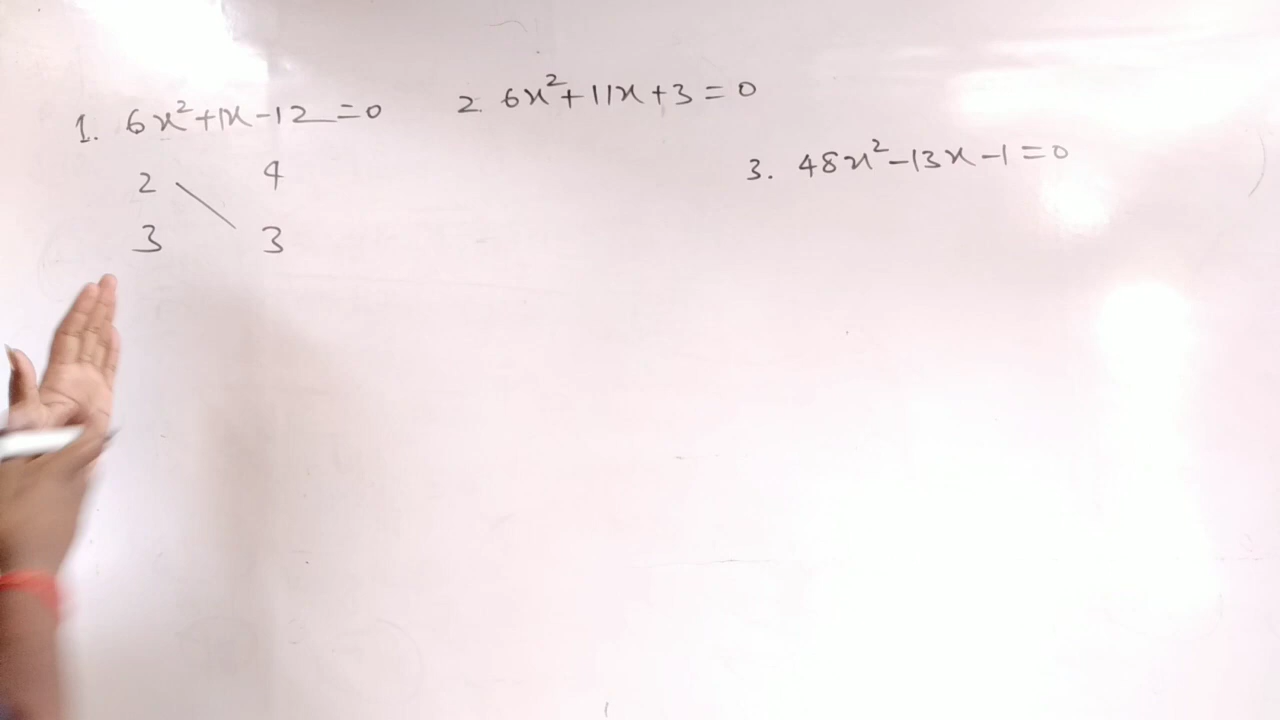 1. 6x²+1x-12=0
2 4
3 3
2. 6x²+11x+3=0
3. 48x²-13x-1=0